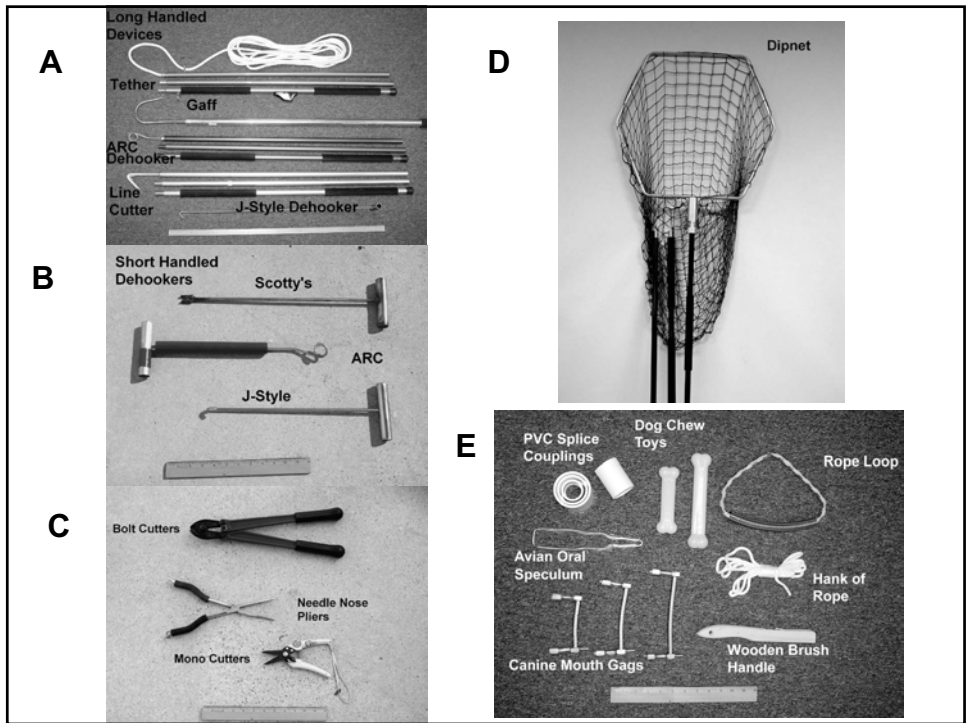 A
Long Handled
Devices
Tether
Gaff
ARC
Dehooker
Line
Cutter
J-Style Dehooker
B
Short Handled
Dehookers
Scotty's
ARC
J-Style
C
Bolt Cutters
Needle Nose
Pliers
Mono Cutters
D
Dipnet
E
PVC Splice
Couplings
Dog Chew
Toys
Rope Loop
Avian Oral
Speculum
Hank of
Rope
Canine Mouth Gags
Wooden Brush
Handle